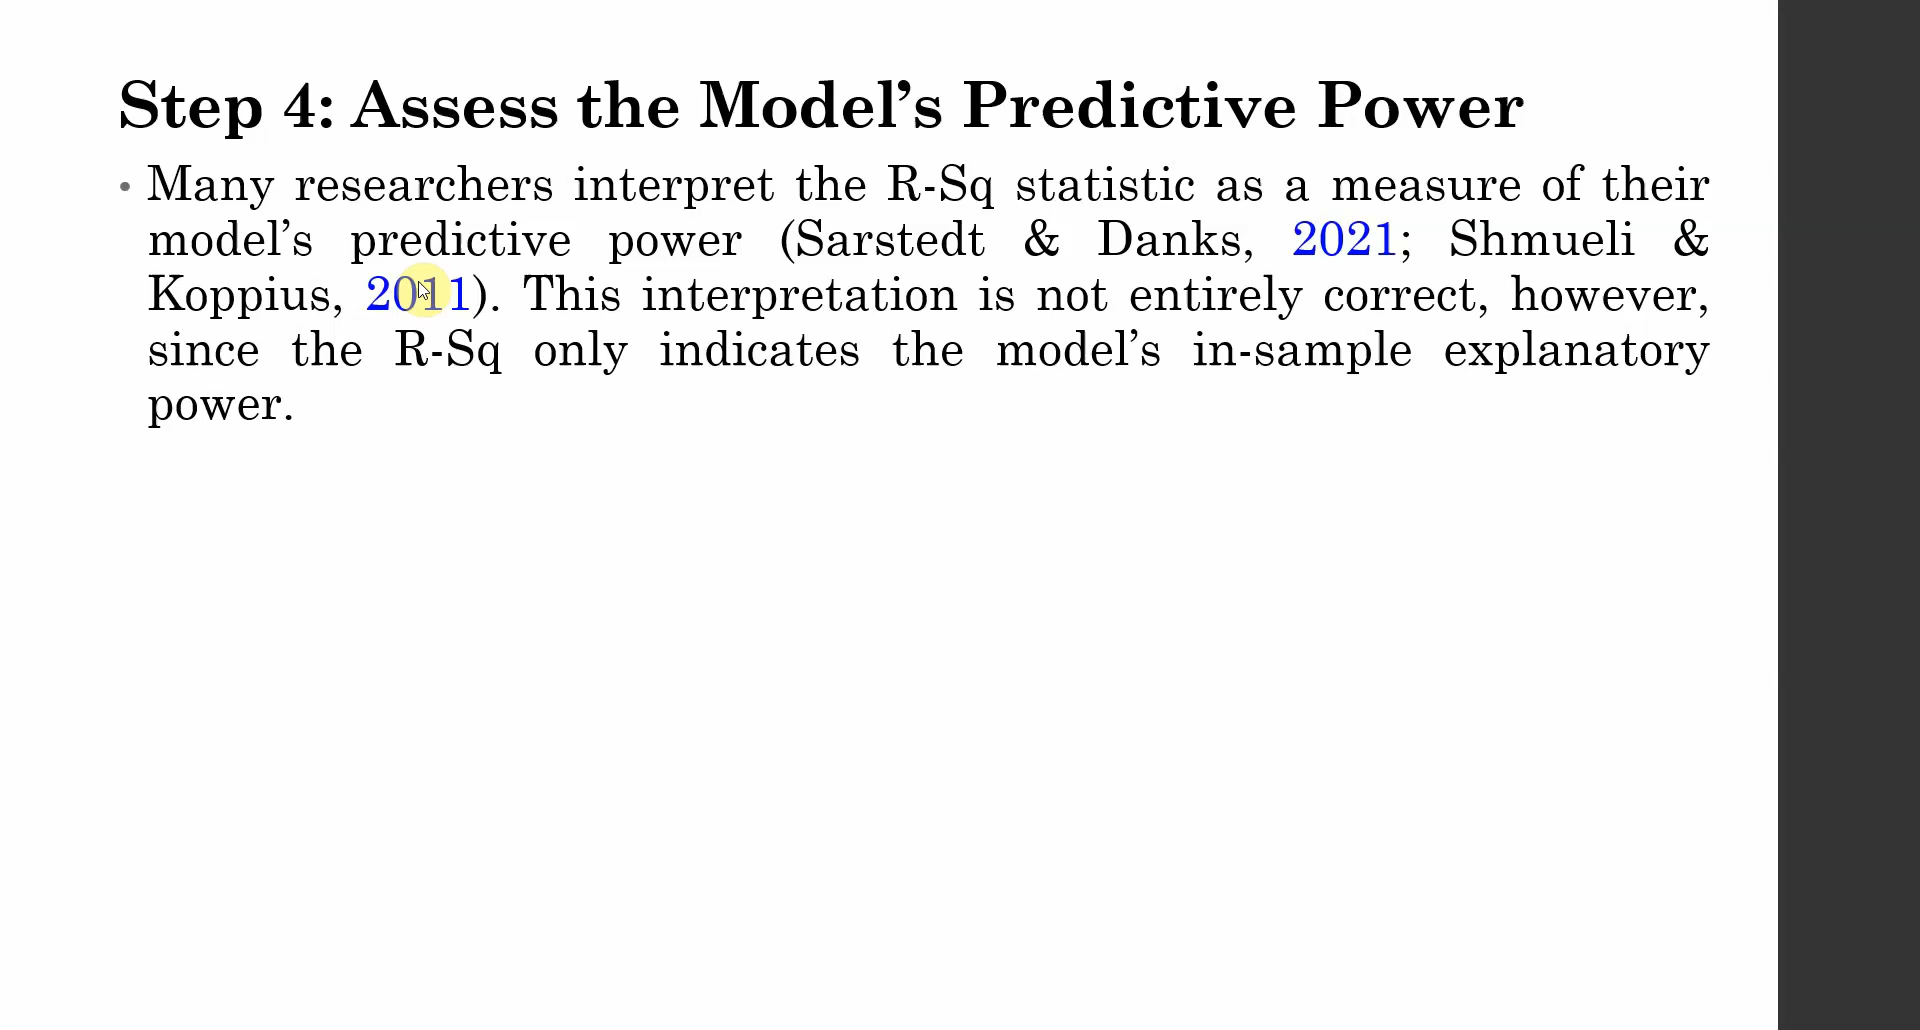 Step 4: Assess the Model’s Predictive Power
• Many researchers interpret the R-Sq statistic as a measure of their
model’s predictive power (Sarstedt & Danks, 2021; Shmueli &
Koppius, 2011). This interpretation is not entirely correct, however,
since the R-Sq only indicates the model’s in-sample explanatory
power.